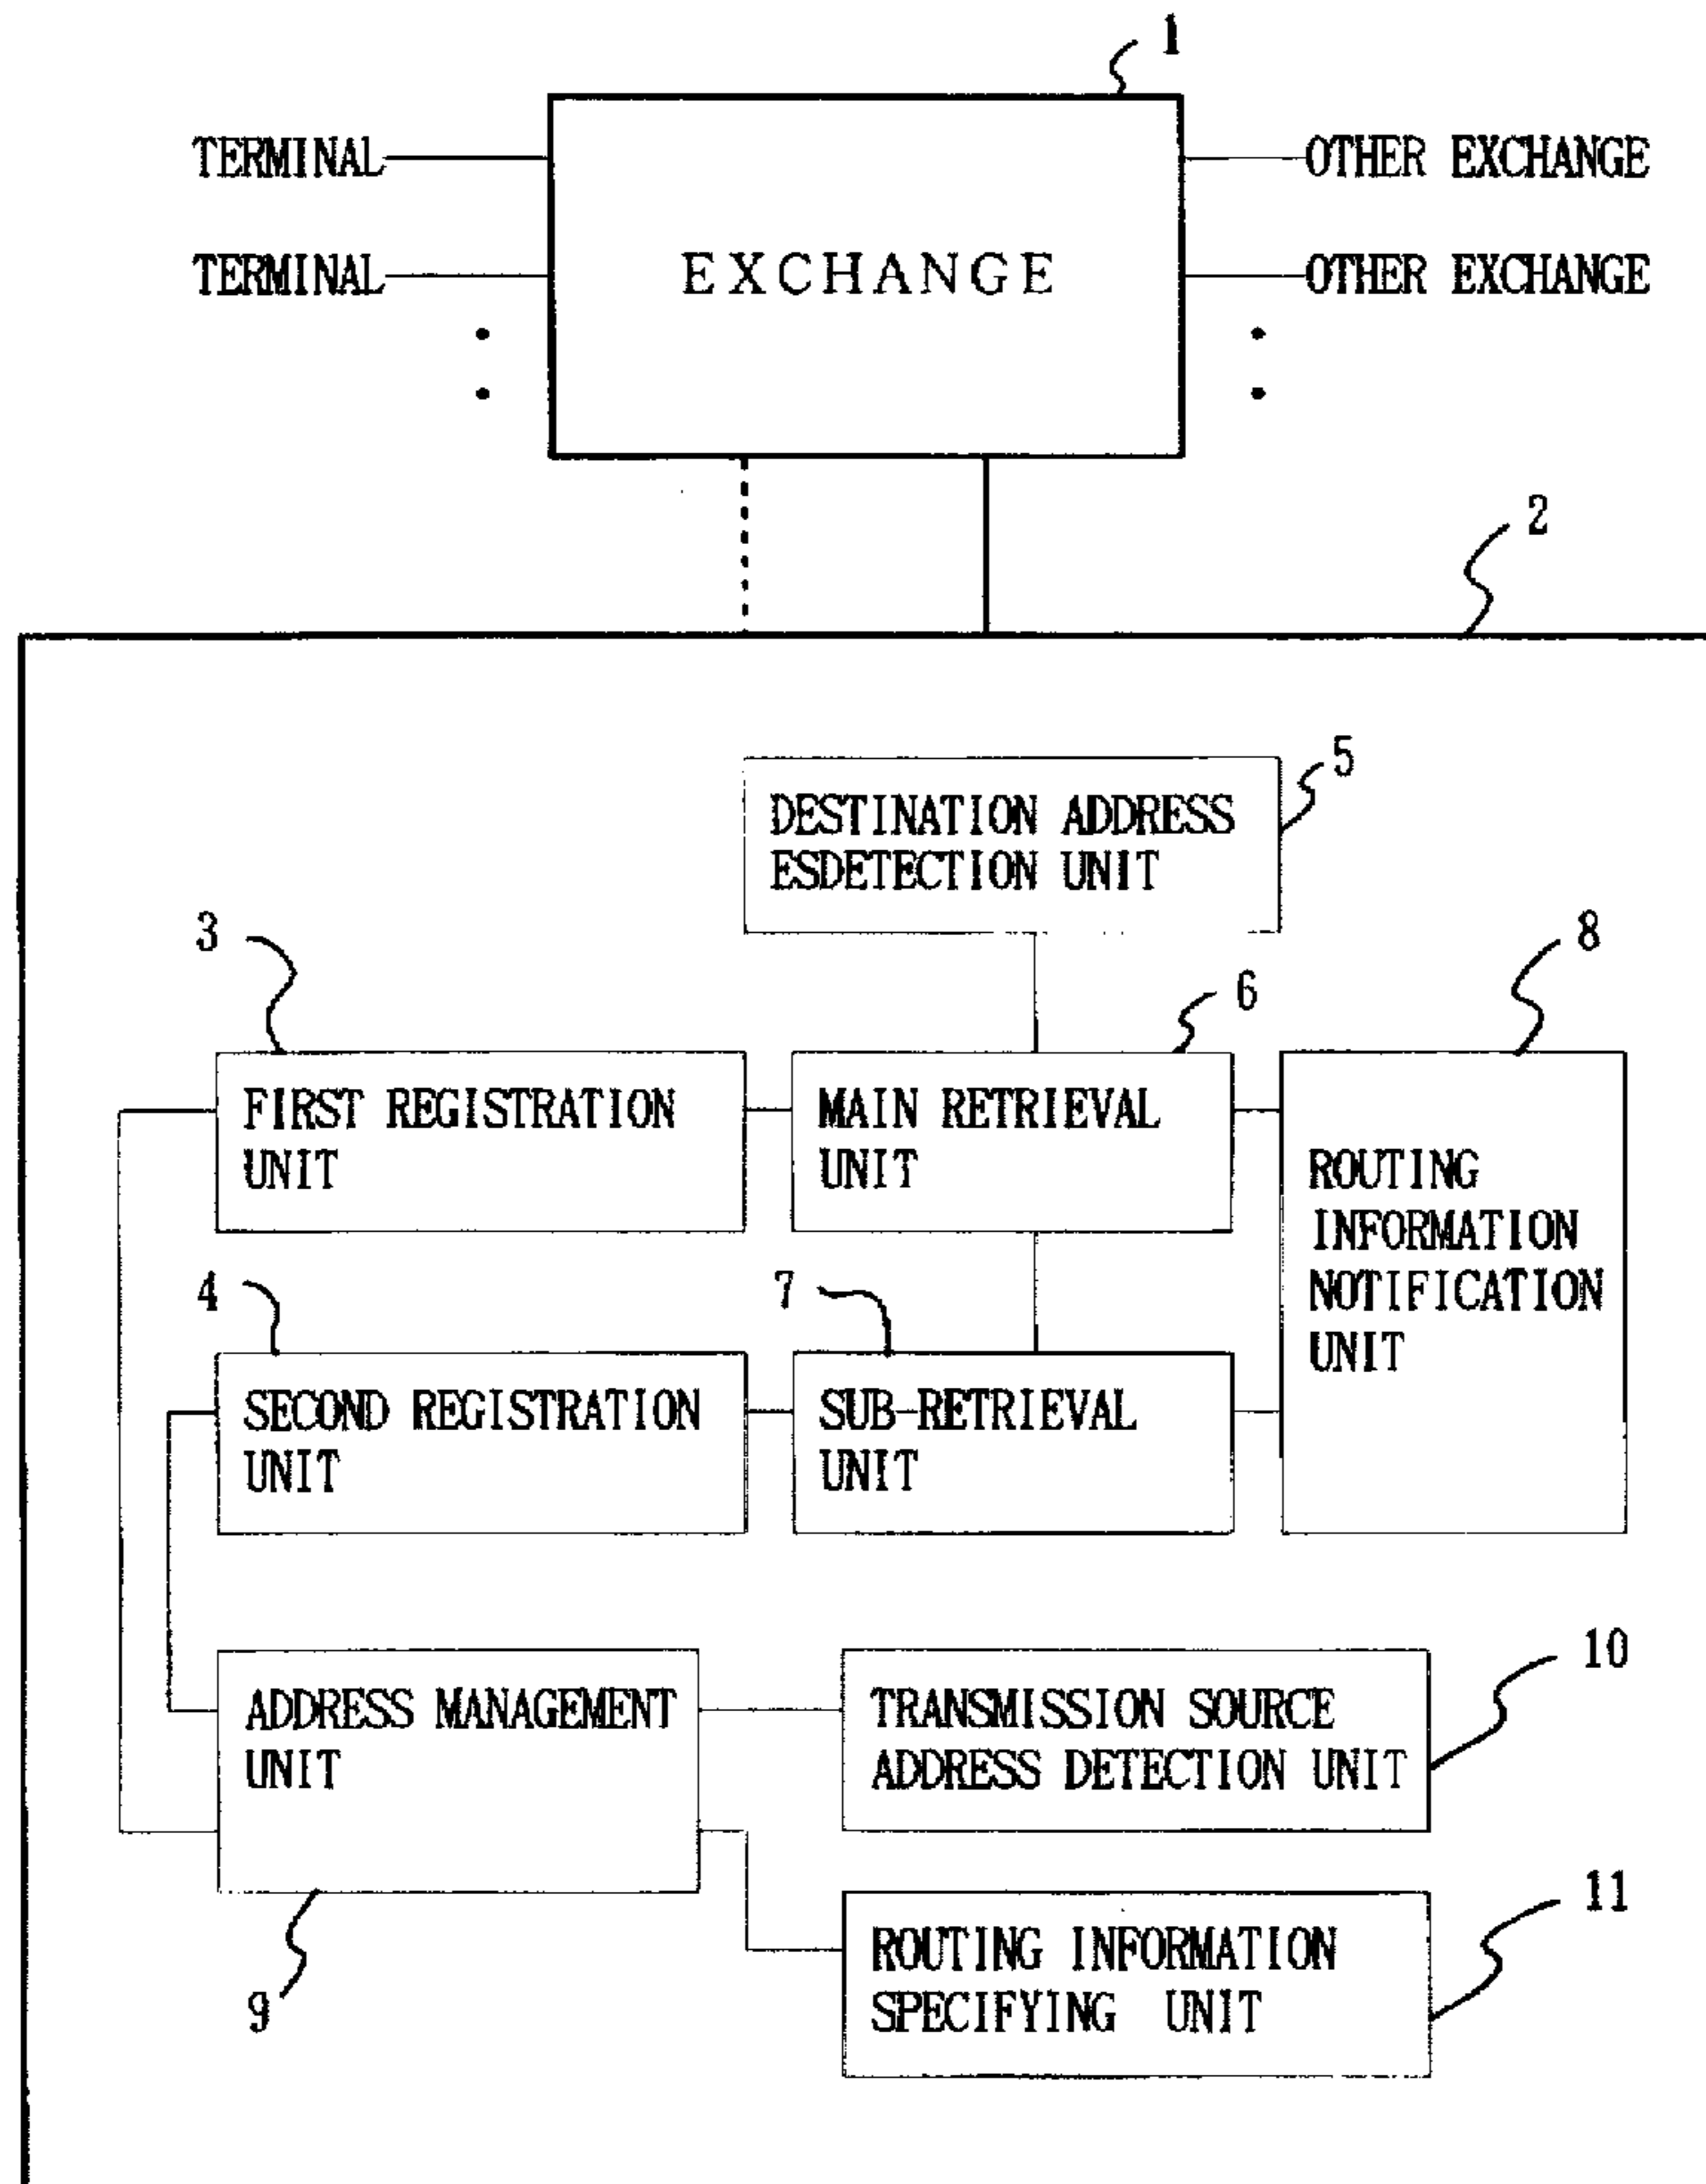 1
TERMINAL
OTHER EXCHANGE
EXCHANGE
TERMINAL
OTHER EXCHANGE
2
5
DESTINATION ADDRESS
ESDETECTION UNIT
3
8
6
FIRST REGISTRATION
UNIT
MAIN RETRIEVAL
UNIT
ROUTING
INFORMATION
NOTIFICATION
UNIT
4
7
SECOND REGISTRATION
UNIT
SUB-RETRIEVAL
UNIT
10
ADDRESS MANAGEMENT
UNIT
TRANSMISSION SOURCE
ADDRESS DETECTION UNIT
11
9
ROUTING INFORMATION
SPECIFYING UNIT